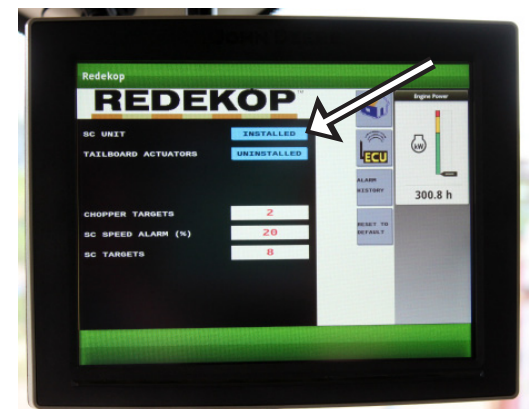 Redekop
REDEKOP™
SC UNIT INSTALLED
TAILBOARD ACTUATORS UNINSTALLED
CHOPPER TARGETS 2
SC SPEED ALARM (%) 20
SC TARGETS 8
ECU
ALARM
HISTORY
RESET TO
DEFAULT
Engine Power
kW
300.8 h